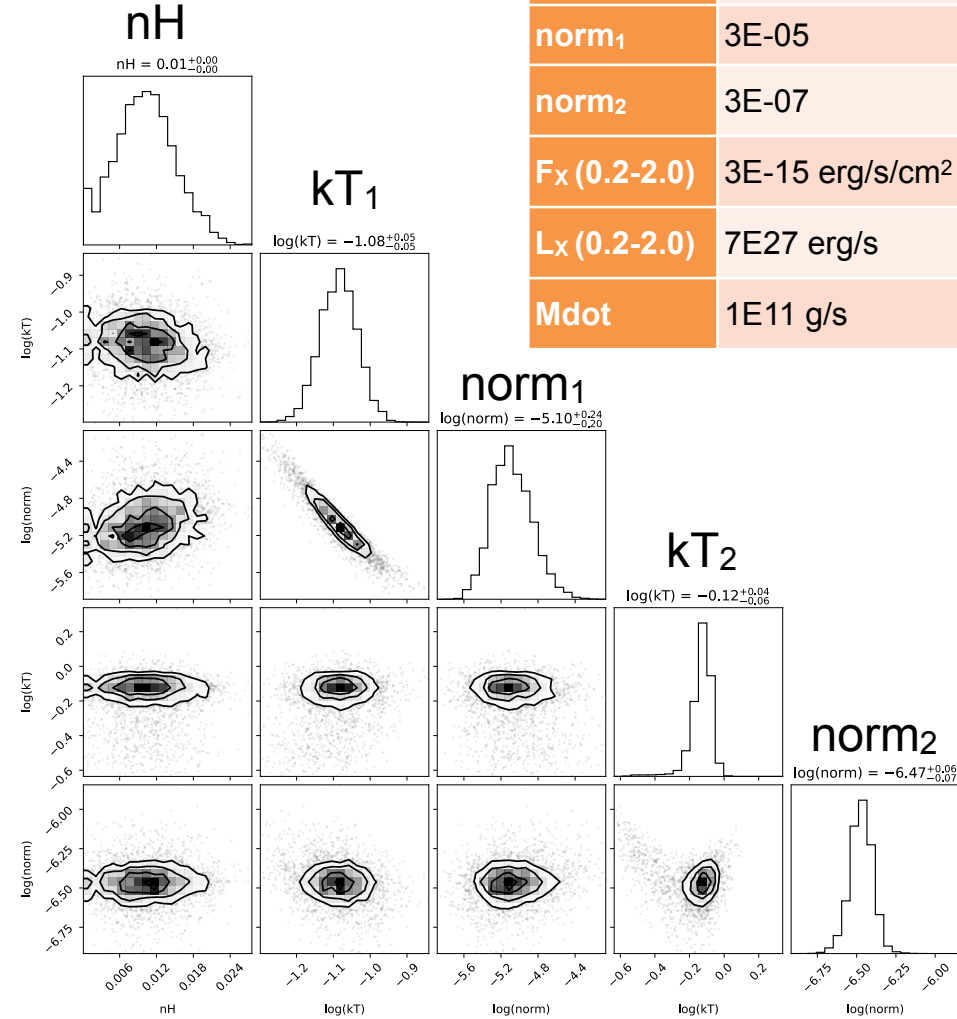 nH
nH = 0.01+0.00 −0.00
norm1 3E-05
norm2 3E-07
FX (0.2-2.0) 3E-15 erg/s/cm2
LX (0.2-2.0) 7E27 erg/s
Mdot 1E11 g/s
kT1
log(kT) = −1.08+0.05 −0.05
log(kT)
−0.9
−1.0
−1.1
−1.2
norm1
log(norm) = −5.10+0.24 −0.20
log(norm)
−4.4
−4.8
−5.2
−5.6
kT2
log(kT) = −0.12+0.04 −0.06
log(kT)
0.2
0.0
−0.2
−0.4
−0.6
norm2
log(norm) = −6.47+0.06 −0.07
log(norm)
−6.00
−6.25
−6.50
−6.75
0.006 0.012 0.018 0.024
−1.2 −1.1 −1.0 −0.9
−5.6 −5.2 −4.8 −4.4
−0.6 −0.4 −0.2 0.0 0.2
−6.75 −6.50 −6.25 −6.00
nH log(kT) log(norm) log(kT) log(norm)